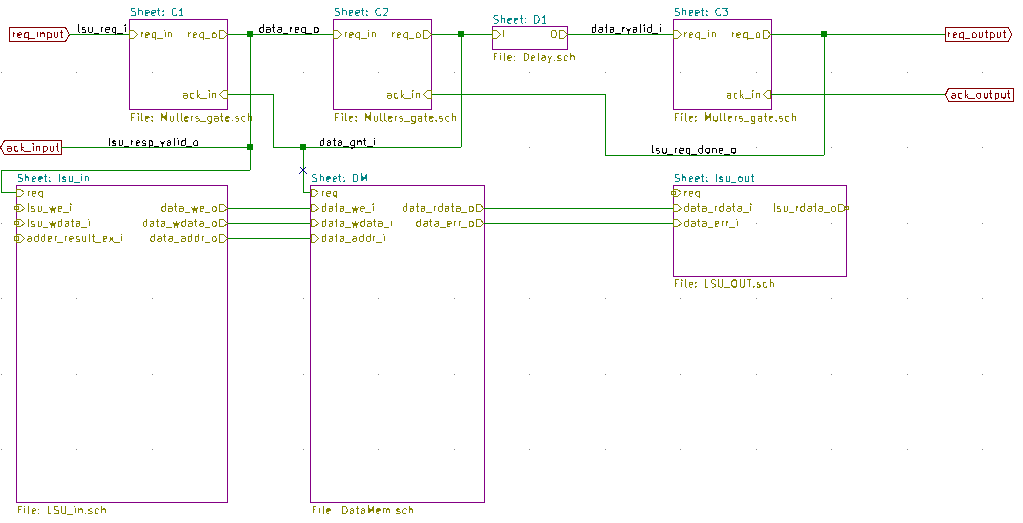 Sheet: C1
Sheet: C2
Sheet: D1
Sheet: C3
req_input
lsu_req_i
req_in
req_o
data_req_o
req_in
req_o
I
O
data_rvalid_i
req_in
req_o
req_output
File: Delay.sch
ack_in
ack_in
ack_in
ack_output
File: Mullers_gate.sch
File: Mullers_gate.sch
File: Mullers_gate.sch
ack_input
lsu_resp_valid_o
data_gnt_i
lsu_req_done_o
Sheet: lsu_in
Sheet: DM
Sheet: lsu_out
req
req
req
lsu_we_i
data_we_o
data_we_i
data_rdata_o
data_rdata_i
lsu_rdata_o
lsu_wdata_i
data_wdata_o
data_wdata_i
data_err_o
data_err_i
adder_result_ex_i
data_addr_o
data_addr_i
File: LSU_OUT.sch
File: LSU_in.sch
File: DataMem.sch